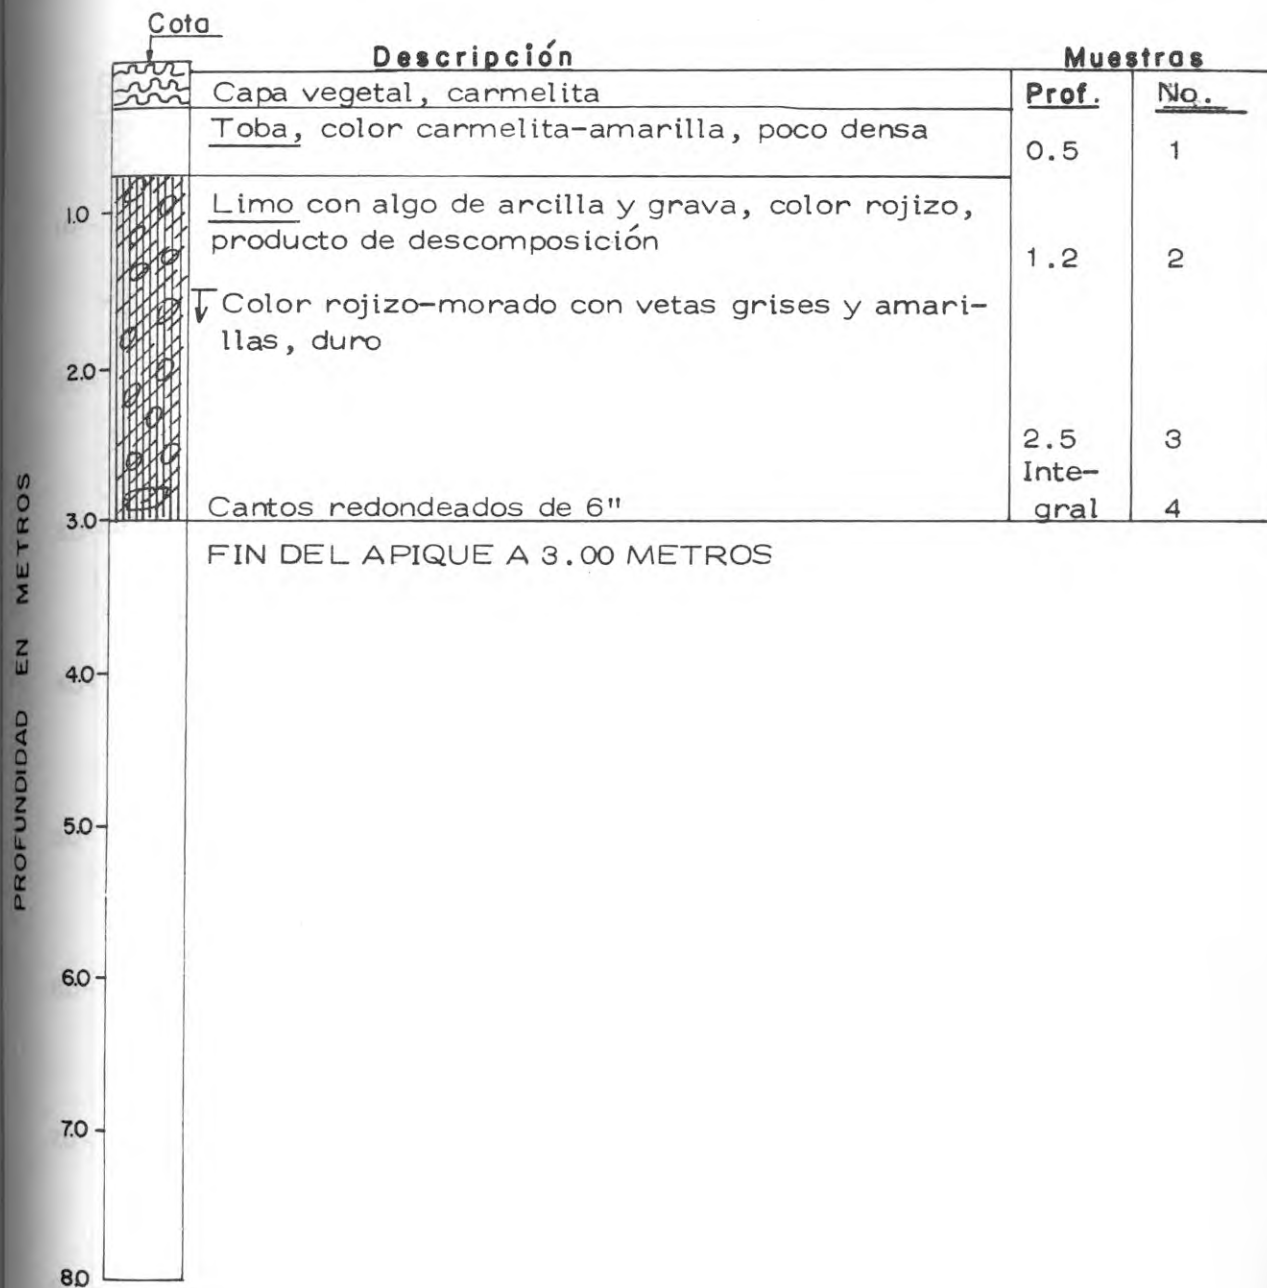 Cota
Descripción Muestras
Capa vegetal, carmelita Prof. No.
Toba, color carmelita-amarilla, poco densa
0.5 1
1.0
Limo con algo de arcilla y grava, color rojizo,
producto de descomposición
1.2 2
Color rojizo-morado con vetas grises y amari-
llas, duro
2.0
2.5 3
Inte-
3.0 Cantos redondeados de 6" gral 4
FIN DEL APIQUE A 3.00 METROS
PROFUNDIDAD EN METROS
4.0
5.0
6.0
7.0
8.0